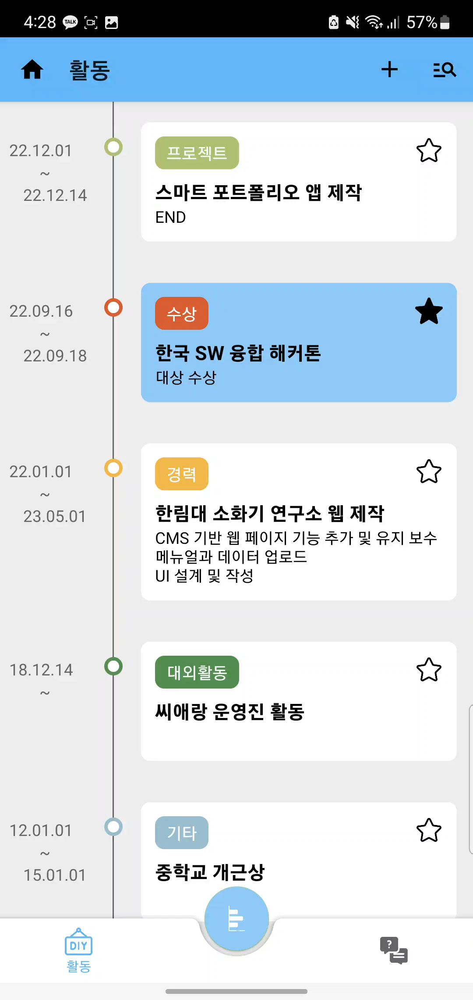 4:28 TALK 57%
활동
22.12.01
~
22.12.14
프로젝트
스마트 포트폴리오 앱 제작
END
22.09.16
~
22.09.18
수상
한국 SW 융합 해커톤
대상 수상
22.01.01
~
23.05.01
경력
한림대 소화기 연구소 웹 제작
CMS 기반 웹 페이지 기능 추가 및 유지 보수
메뉴얼과 데이터 업로드
UI 설계 및 작성
18.12.14
~
대외활동
씨애랑 운영진 활동
12.01.01
~
15.01.01
기타
중학교 개근상
DIY
활동
?